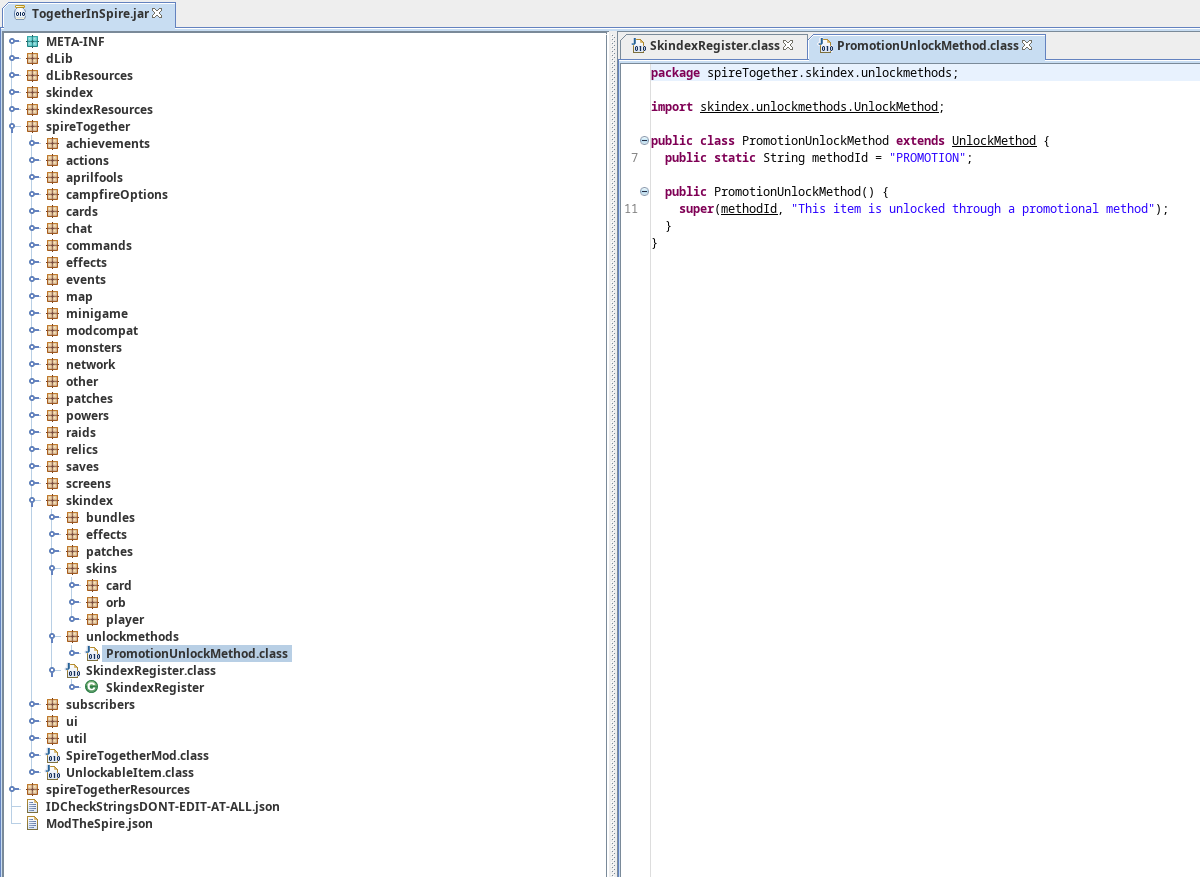 TogetherInSpire.jar
META-INF
dLib
dLibResources
skindex
skindexResources
spireTogether
achievements
actions
aprilfools
campfireOptions
cards
chat
commands
effects
events
map
minigame
modcompat
monsters
network
other
patches
powers
raids
relics
saves
screens
skindex
bundles
effects
patches
skins
card
orb
player
unlockmethods
PromotionUnlockMethod.class
SkindexRegister.class
SkindexRegister
subscribers
ui
util
SpireTogetherMod.class
UnlockableItem.class
spireTogetherResources
IDCheckStringsDONT-EDIT-AT-ALL.json
ModTheSpire.json
SkindexRegister.class PromotionUnlockMethod.class
package spireTogether.skindex.unlockmethods;
import skindex.unlockmethods.UnlockMethod;
public class PromotionUnlockMethod extends UnlockMethod {
7 public static String methodId = "PROMOTION";
public PromotionUnlockMethod() {
11 super(methodId, "This item is unlocked through a promotional method");
}
}